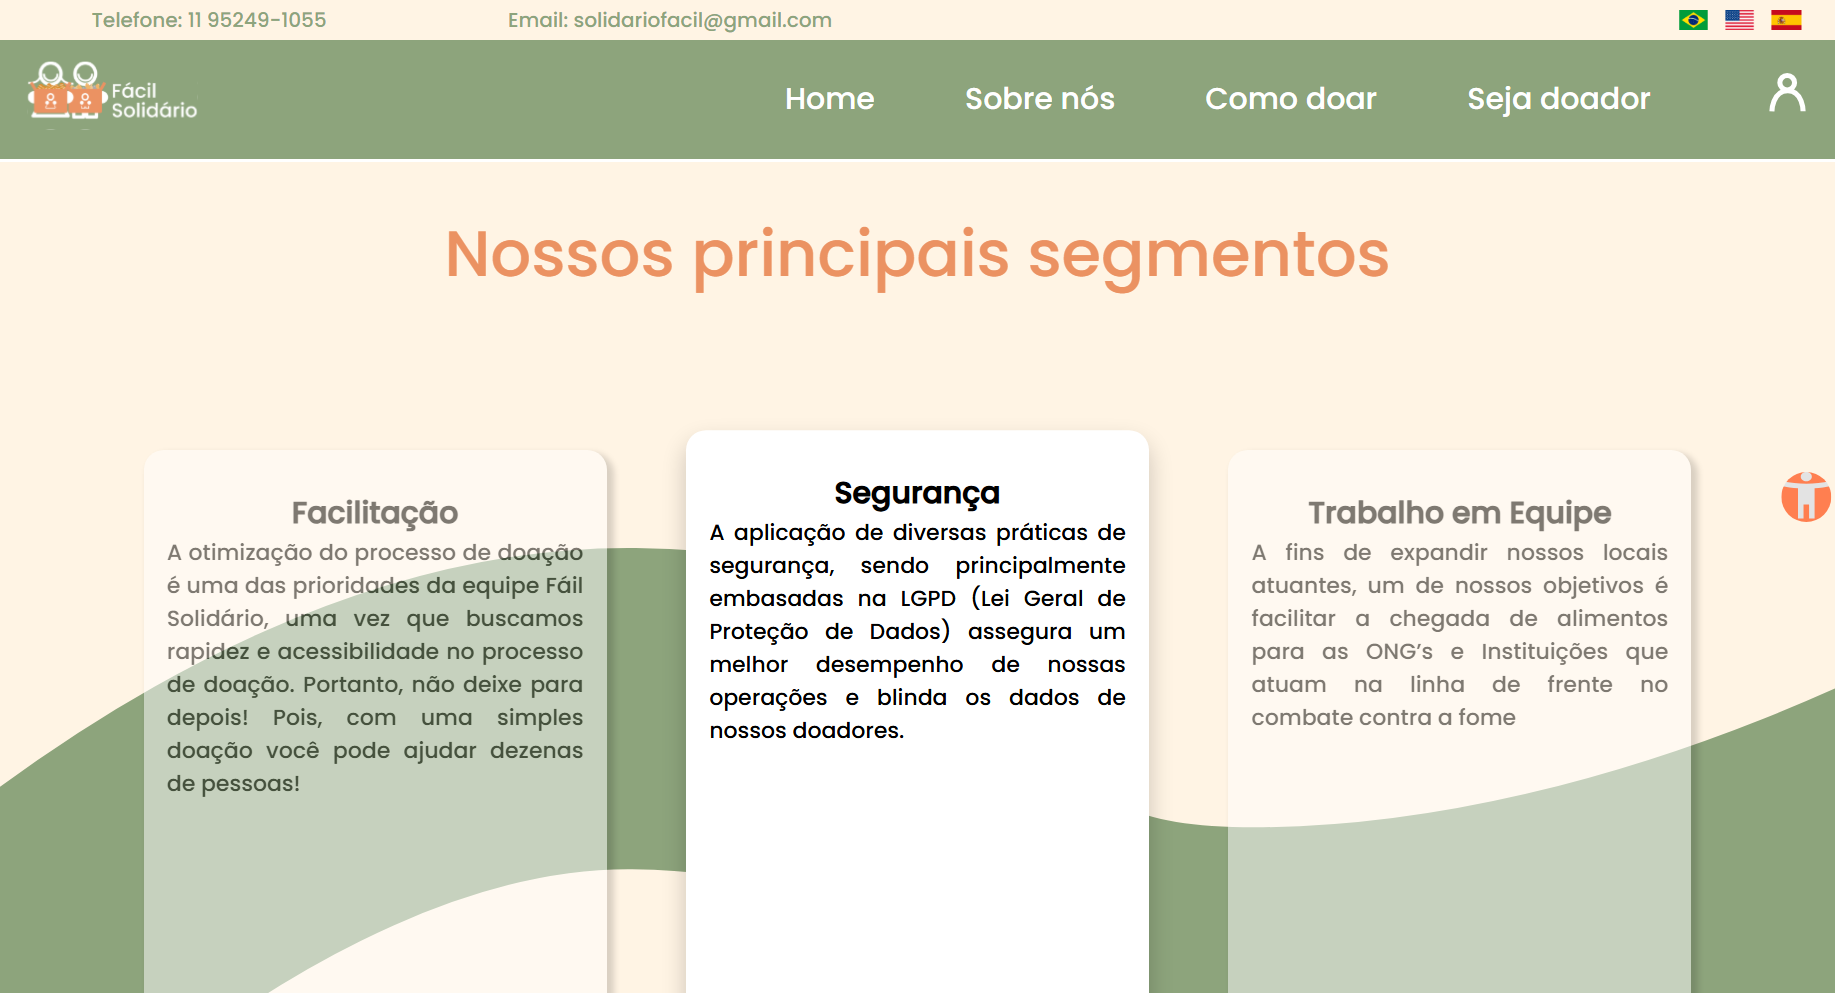 Telefone: 11 95249-1055
Email: solidariofacil@gmail.com
Fácil
Solidário
Home
Sobre nós
Como doar
Seja doador
Nossos principais segmentos
Facilitação
A otimização do processo de doação
é uma das prioridades da equipe Fáil
Solidário, uma vez que buscamos
rapidez e acessibilidade no processo
de doação. Portanto, não deixe para
depois! Pois, com uma simples
doação você pode ajudar dezenas
de pessoas!
Segurança
A aplicação de diversas práticas de
segurança, sendo principalmente
embasadas na LGPD (Lei Geral de
Proteção de Dados) assegura um
melhor desempenho de nossas
operações e blinda os dados de
nossos doadores.
Trabalho em Equipe
A fins de expandir nossos locais
atuantes, um de nossos objetivos é
facilitar a chegada de alimentos
para as ONG’s e Instituições que
atuam na linha de frente no
combate contra a fome